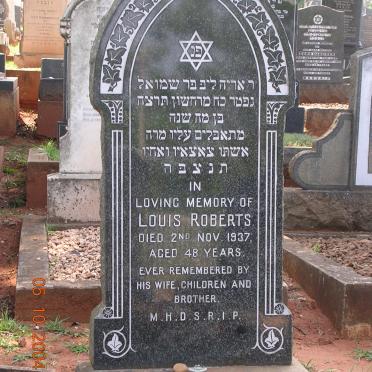 פנ
ר אריה ליב בר שמואל
נפטר כח מרחשון תרצח
בן מה שנה
מתאבלים עליו מרה
אשתו צאצאיו ואחיו
תנצבה
IN
LOVING MEMORY OF
LOUIS ROBERTS
DIED 2ND NOV. 1937,
AGED 48 YEARS.
EVER REMEMBERED BY
HIS WIFE, CHILDREN AND
BROTHER.
M.H.D.S.R.I.P.
05 10 2004